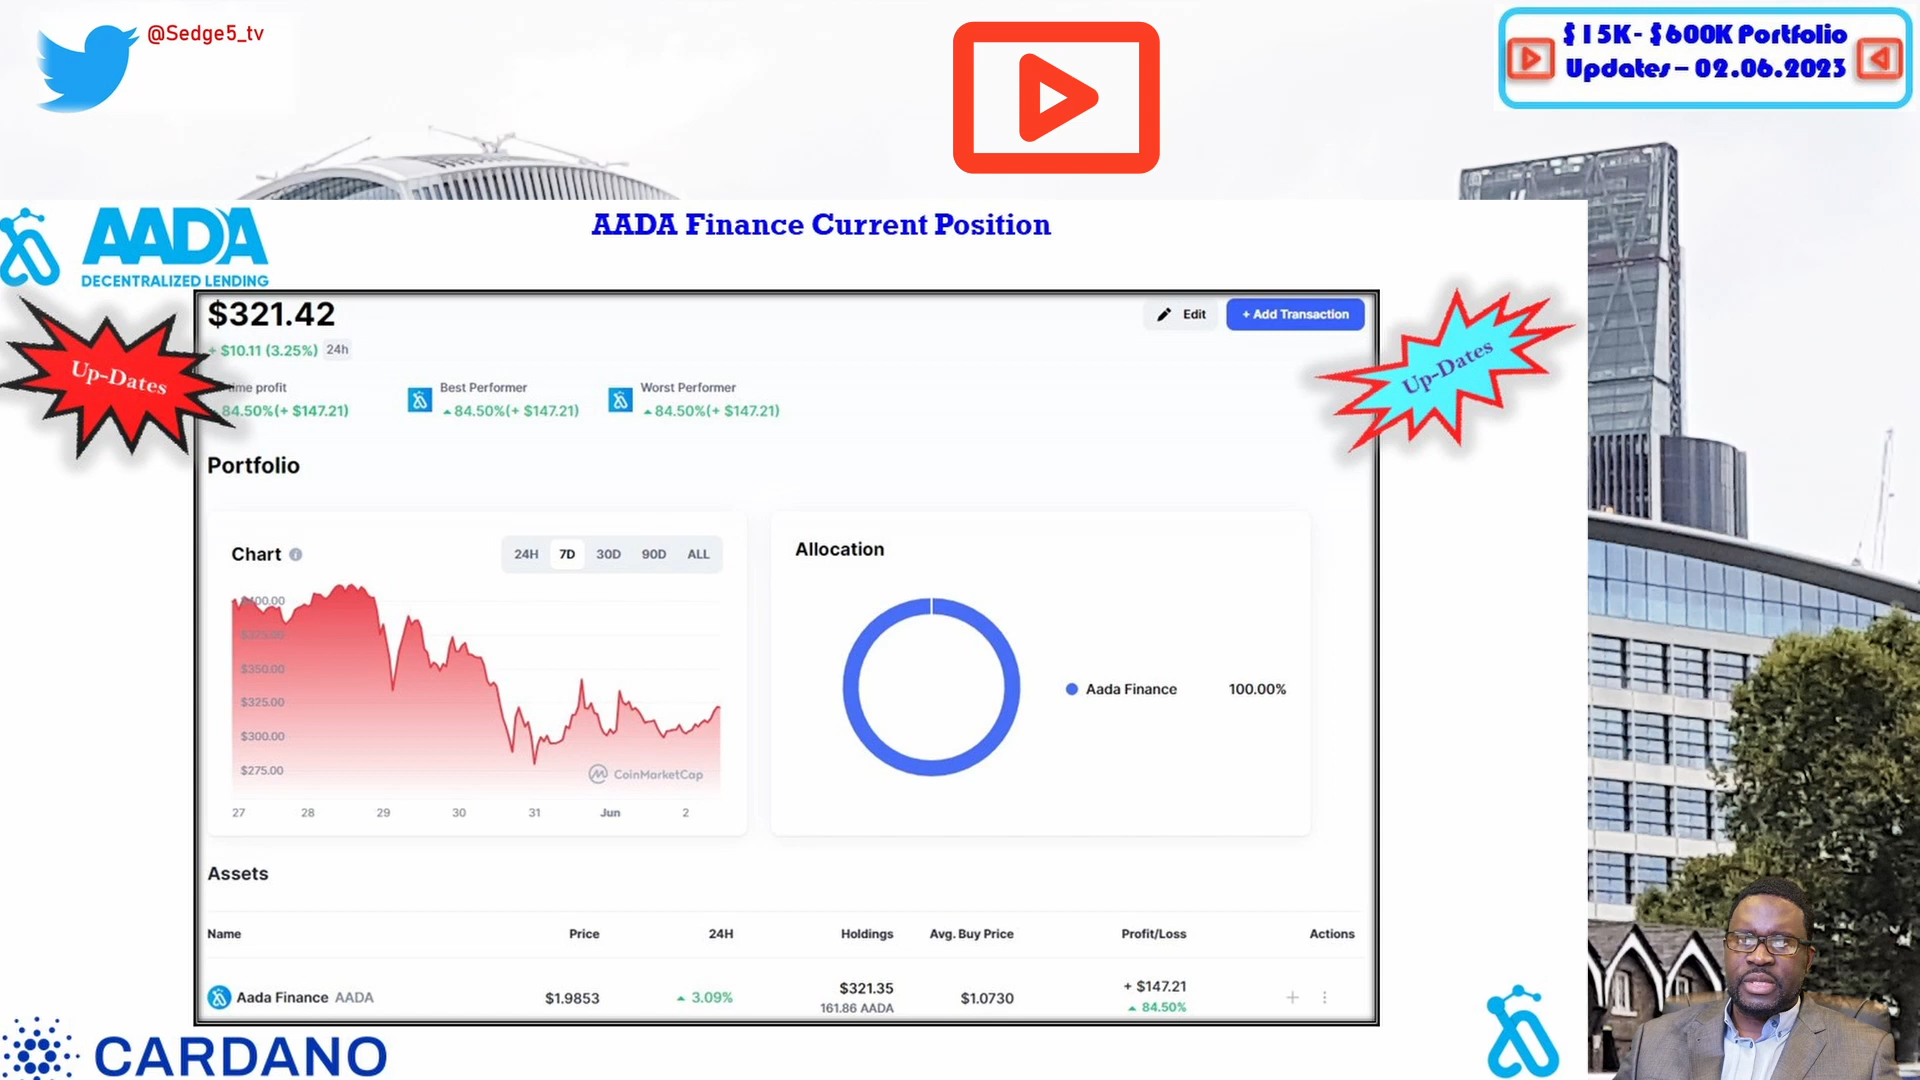 @Sedge5_tv
$15K- $600K Portfolio
Updates – 02.06.2023
AADA
DECENTRALIZED LENDING
AADA Finance Current Position
Up-Dates
Up-Dates
$321.42
Edit
+ Add Transaction
+ $10.11 (3.25%) 24h
time profit
84.50%(+ $147.21)
Best Performer
84.50%(+ $147.21)
Worst Performer
84.50%(+ $147.21)
Portfolio
Chart
24H 7D 30D 90D ALL
$400.00
$375.00
$350.00
$325.00
$300.00
$275.00
CoinMarketCap
27 28 29 30 31 Jun 2
Allocation
Aada Finance 100.00%
Assets
Name Price 24H Holdings Avg. Buy Price Profit/Loss Actions
Aada Finance AADA $1.9853 3.09% $321.35 $1.0730 + $147.21
161.86 AADA 84.50%
CARDANO